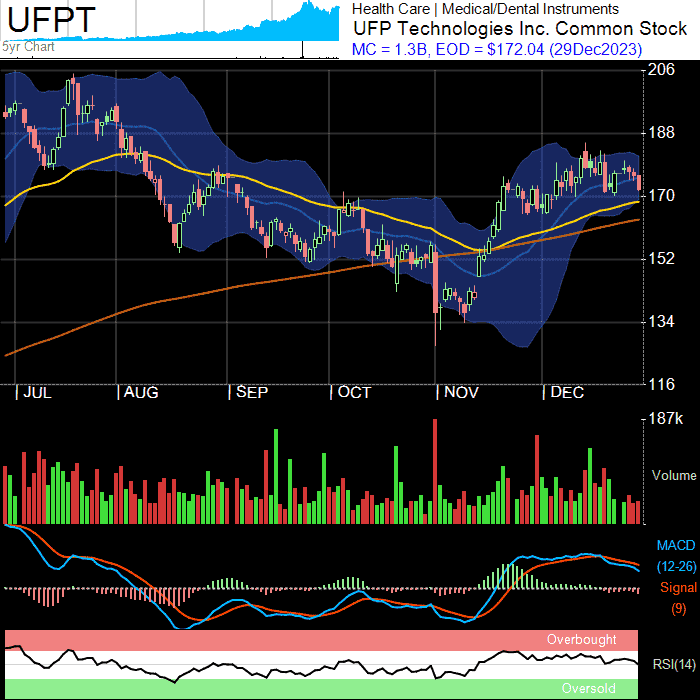 UFPT
5yr Chart
Health Care | Medical/Dental Instruments
UFP Technologies Inc. Common Stock
MC = 1.3B, EOD = $172.04 (29Dec2023)
206
188
170
152
134
116
| JUL | AUG | SEP | OCT | NOV | DEC
187k
Volume
MACD
(12-26)
Signal
(9)
Overbought
RSI(14)
Oversold